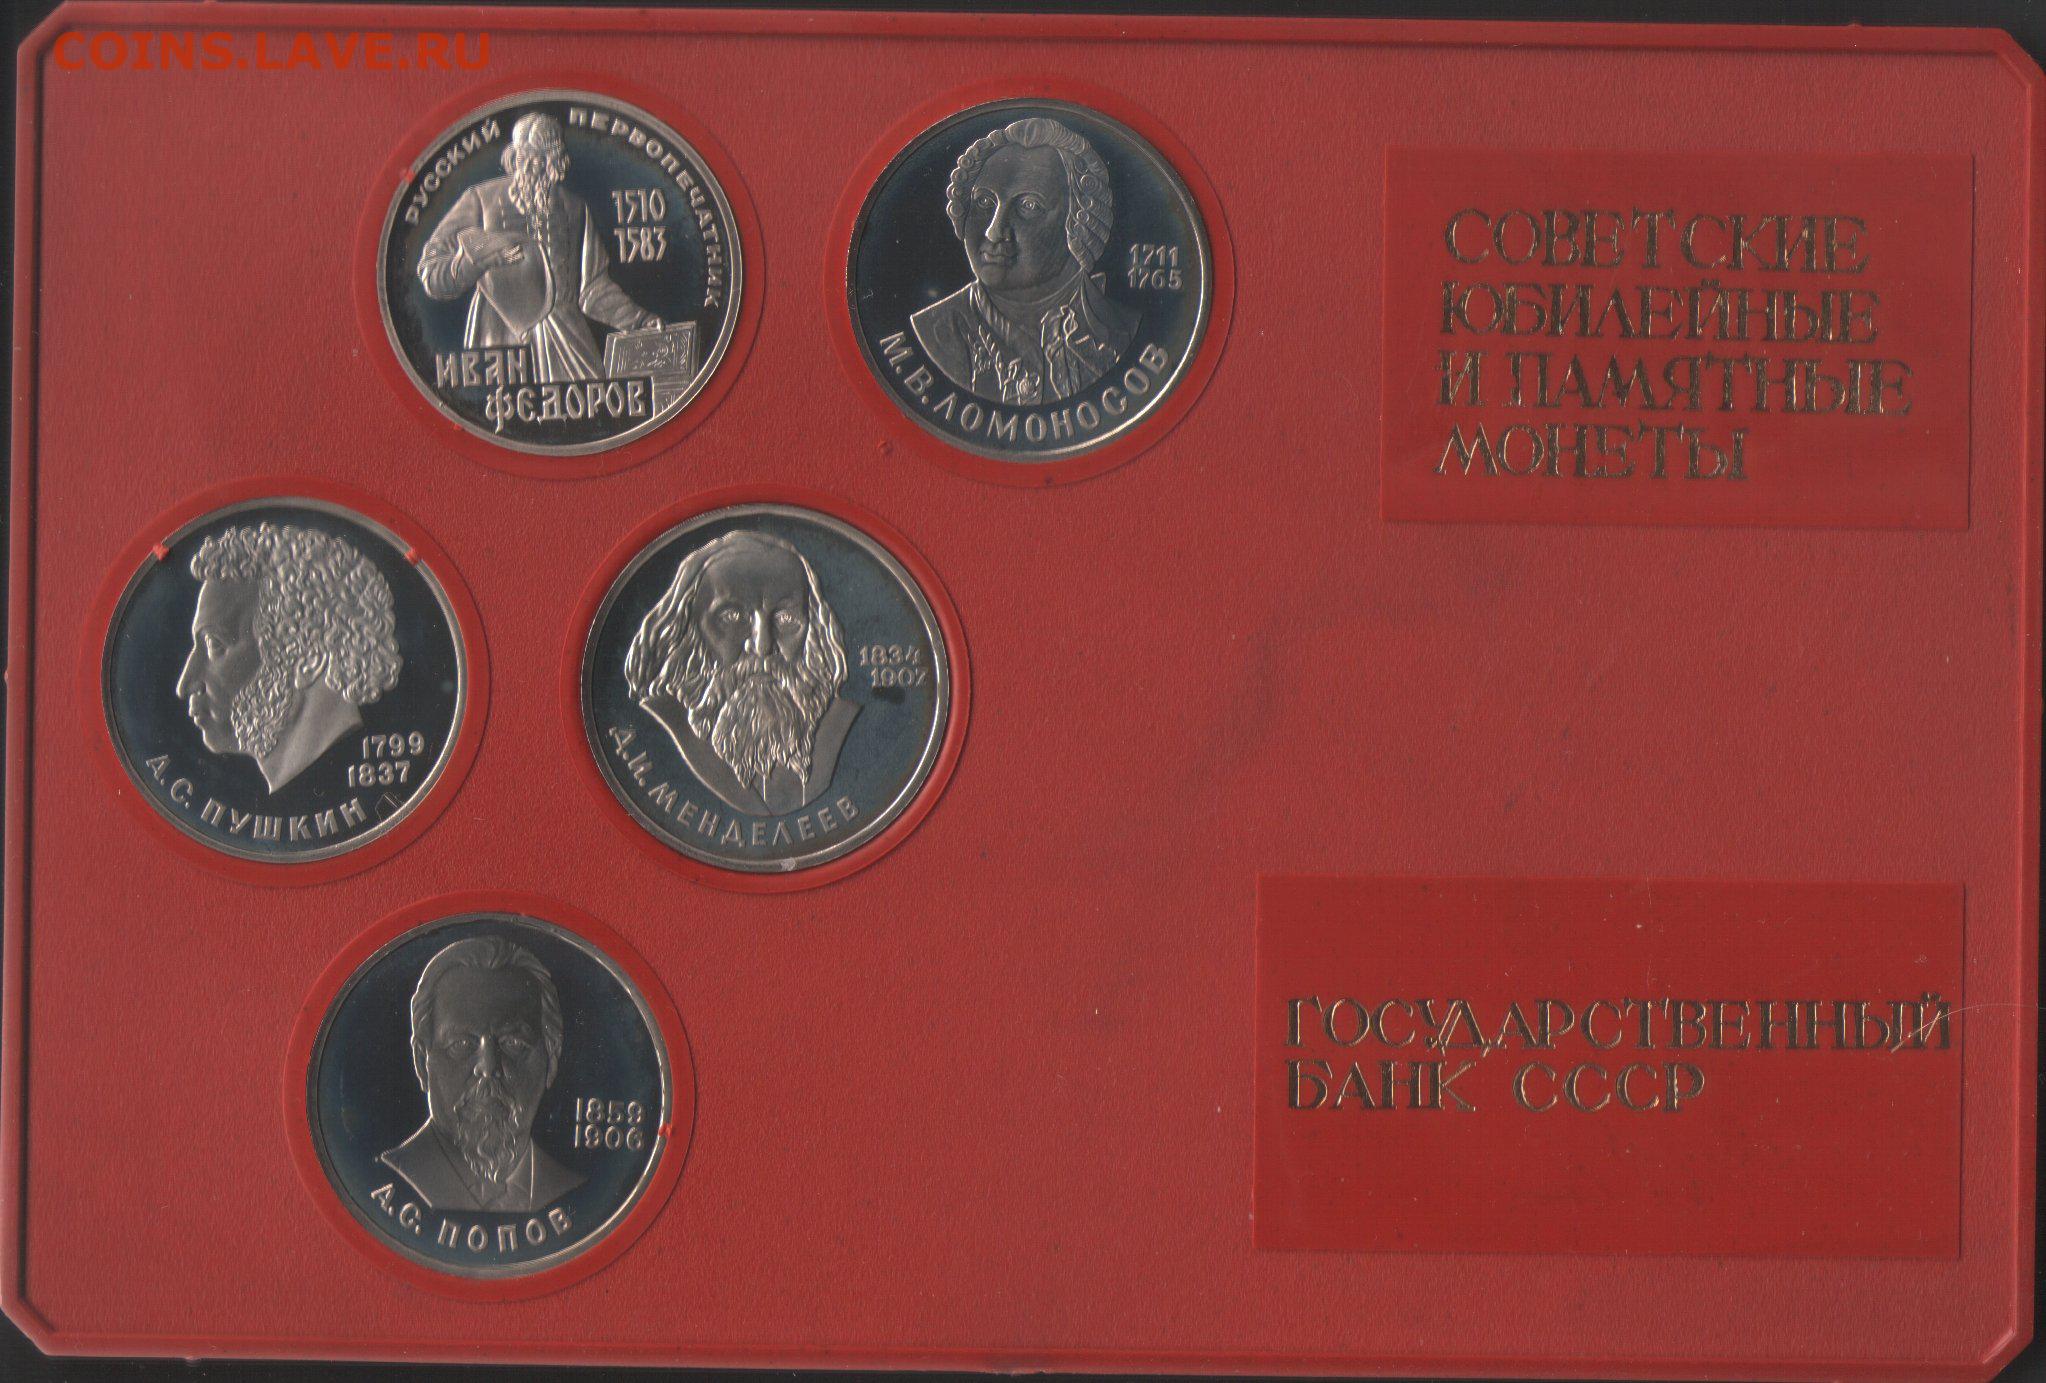 COINS.LAVE.RU
РУССКИЙ ПЕРВОПЕЧАТНИК
1510
1583
ИВАН
ФЕДОРОВ
1711
1765
М.В.ЛОМОНОСОВ
СОВЕТСКИЕ
ЮБИЛЕЙНЫЕ
И ПАМЯТНЫЕ
МОНЕТЫ
1799
1837
А.С.ПУШКИН
1834
1907
Д.И.МЕНДЕЛЕЕВ
1859
1906
А.С. ПОПОВ
ГОСУДАРСТВЕННЫЙ
БАНК СССР